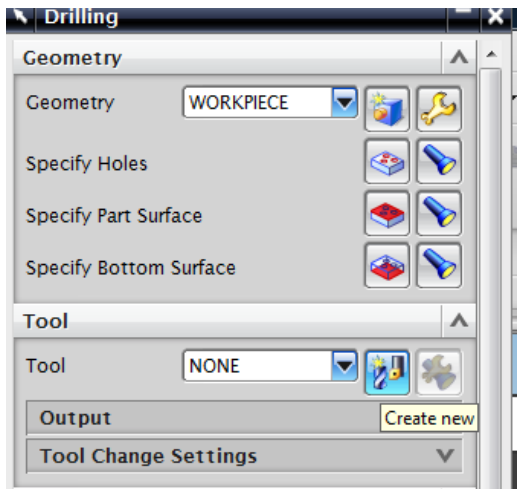 Drilling
Geometry
Geometry WORKPIECE
Specify Holes
Specify Part Surface
Specify Bottom Surface
Tool
Tool NONE
Output
Create new
Tool Change Settings